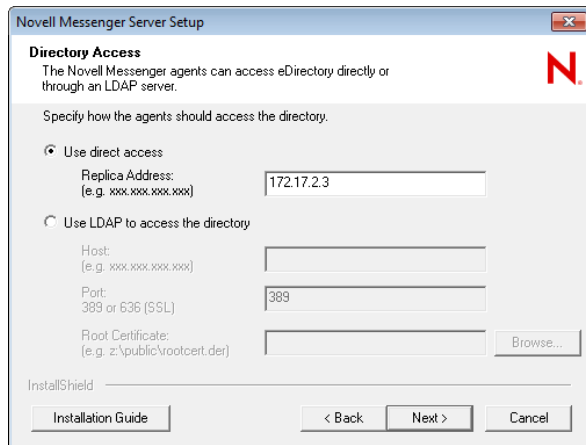 Novell Messenger Server Setup
Directory Access
The Novell Messenger agents can access eDirectory directly or
through an LDAP server.
N
Specify how the agents should access the directory.
Use direct access
Replica Address:
(e.g. xxx.xxx.xxx.xxx)
172.17.2.3
Use LDAP to access the directory
Host:
(e.g. xxx.xxx.xxx.xxx)
Port:
389 or 636 (SSL)
389
Root Certificate:
(e.g. z:\public\rootcert.der)
Browse...
InstallShield
Installation Guide
< Back
Next >
Cancel